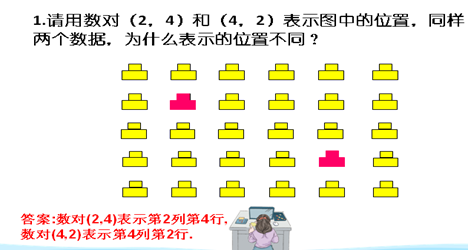 1.请用数对（2，4）和（4，2）表示图中的位置，同样
两个数据，为什么表示的位置不同？
答案:数对(2,4)表示第2列第4行,
数对(4,2)表示第4列第2行.